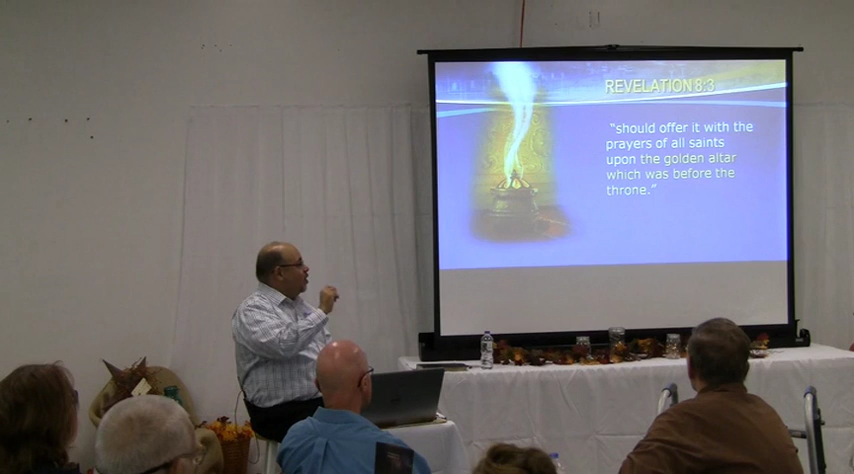 REVELATION 8:3
"should offer it with the
prayers of all saints
upon the golden altar
which was before the
throne."